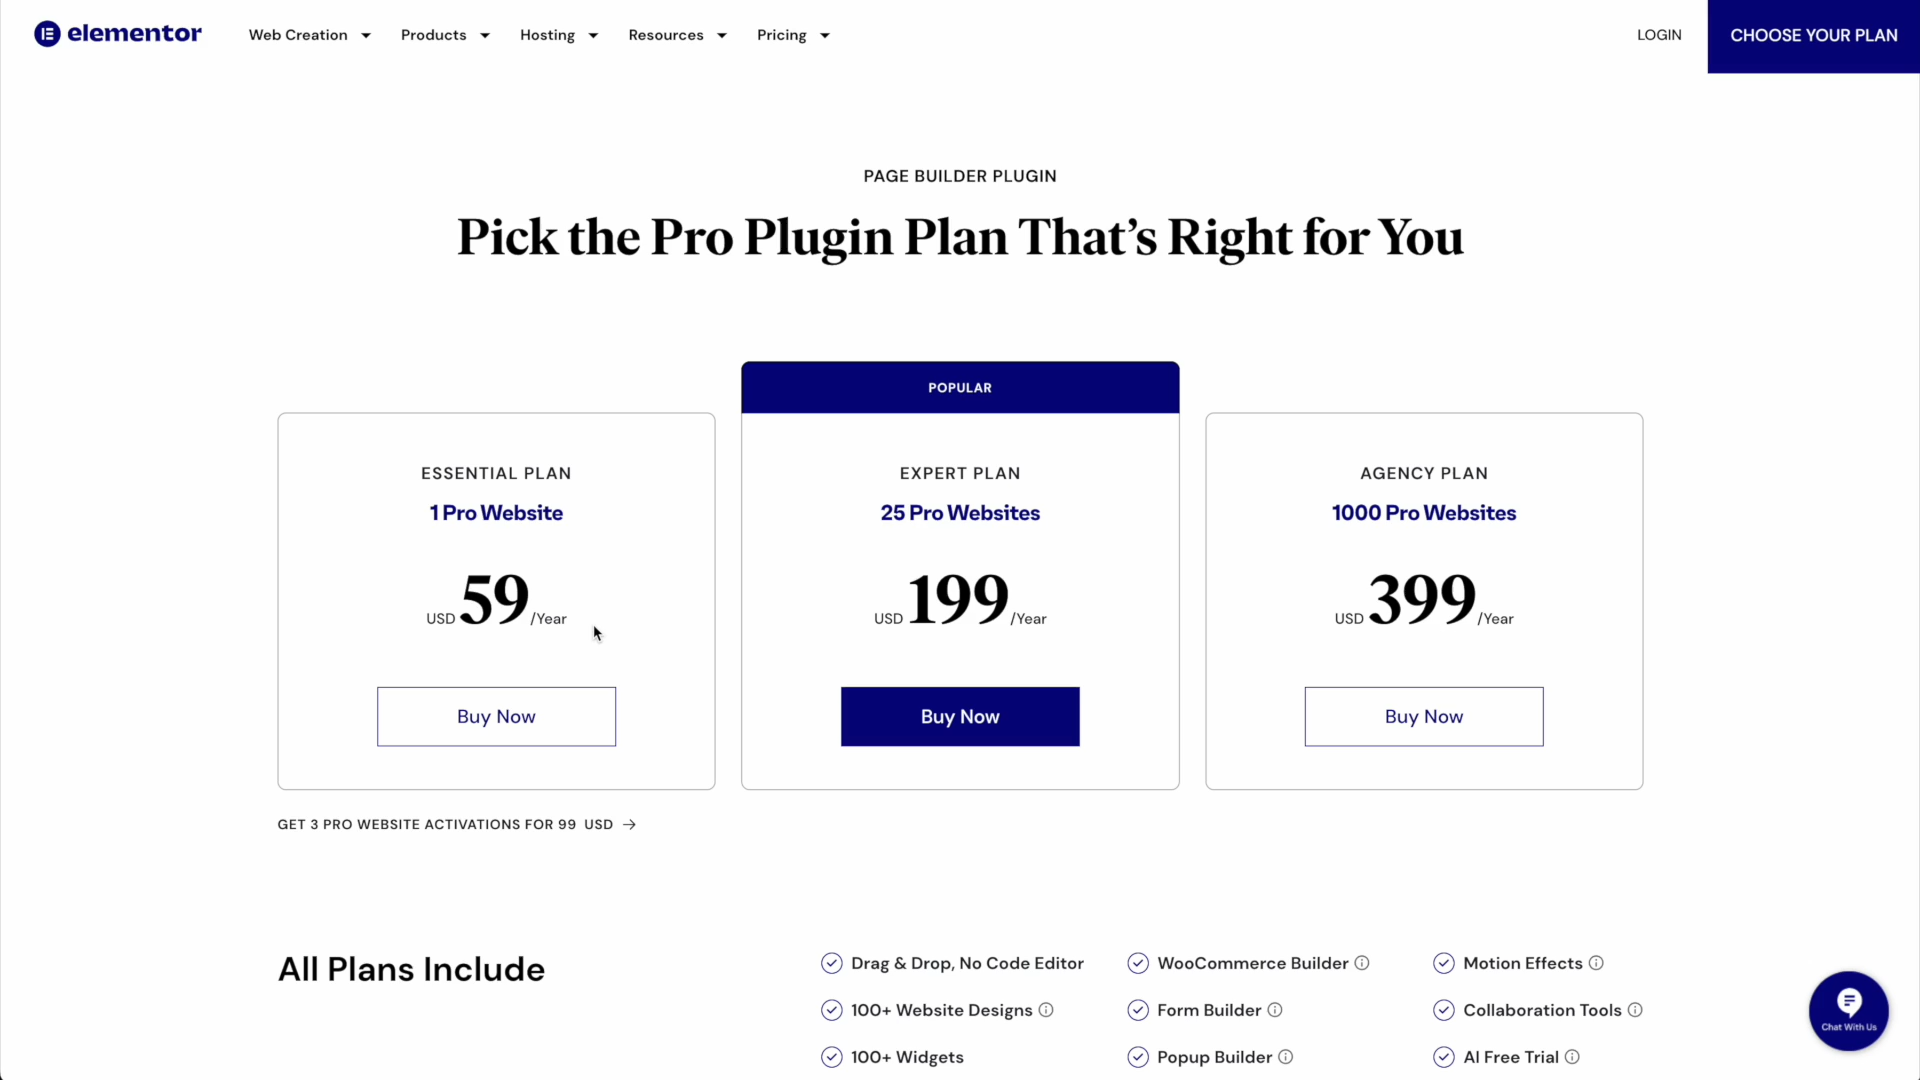 elementor
Web Creation
Products
Hosting
Resources
Pricing
LOGIN
CHOOSE YOUR PLAN
PAGE BUILDER PLUGIN
Pick the Pro Plugin Plan That’s Right for You
POPULAR
ESSENTIAL PLAN
1 Pro Website
USD 59 /Year
Buy Now
EXPERT PLAN
25 Pro Websites
USD 199 /Year
Buy Now
AGENCY PLAN
1000 Pro Websites
USD 399 /Year
Buy Now
GET 3 PRO WEBSITE ACTIVATIONS FOR 99 USD →
All Plans Include
Drag & Drop, No Code Editor
100+ Website Designs
100+ Widgets
WooCommerce Builder
Form Builder
Popup Builder
Motion Effects
Collaboration Tools
AI Free Trial
Chat With Us